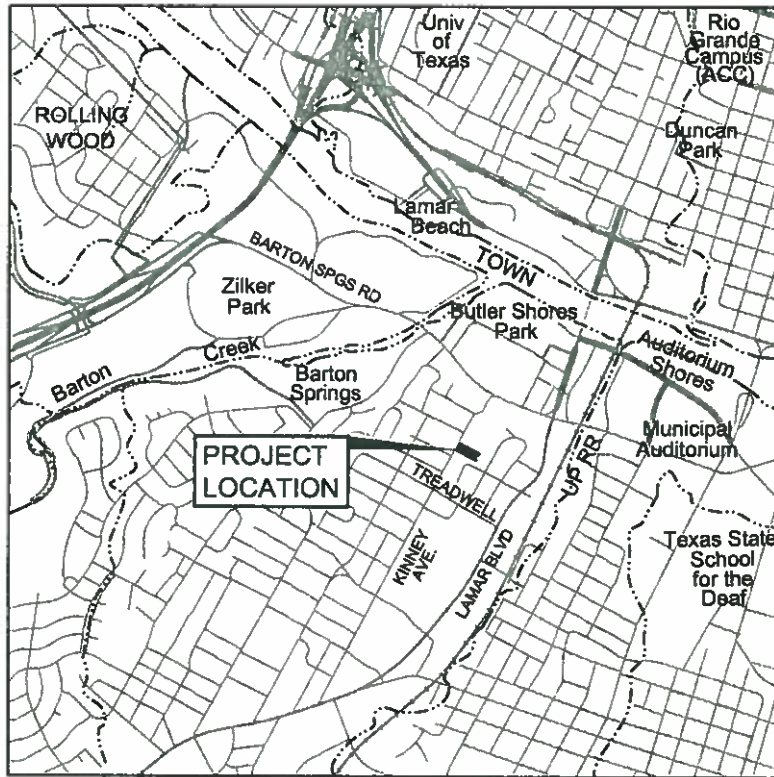 Univ
of
Texas
Rio
Grande
Campus
(ACC)
ROLLING
WOOD
Duncan
Park
Lamar
Beach
TOWN
BARTON SPGS RD
Zilker
Park
Butler Shores
Park
Auditorium
Shores
Barton Creek
Barton
Springs
Municipal
Auditorium
PROJECT
LOCATION
TREADWELL
UP RB
KINNEY
AVE.
LAMAR BLVD
Texas State
School
for the
Deaf